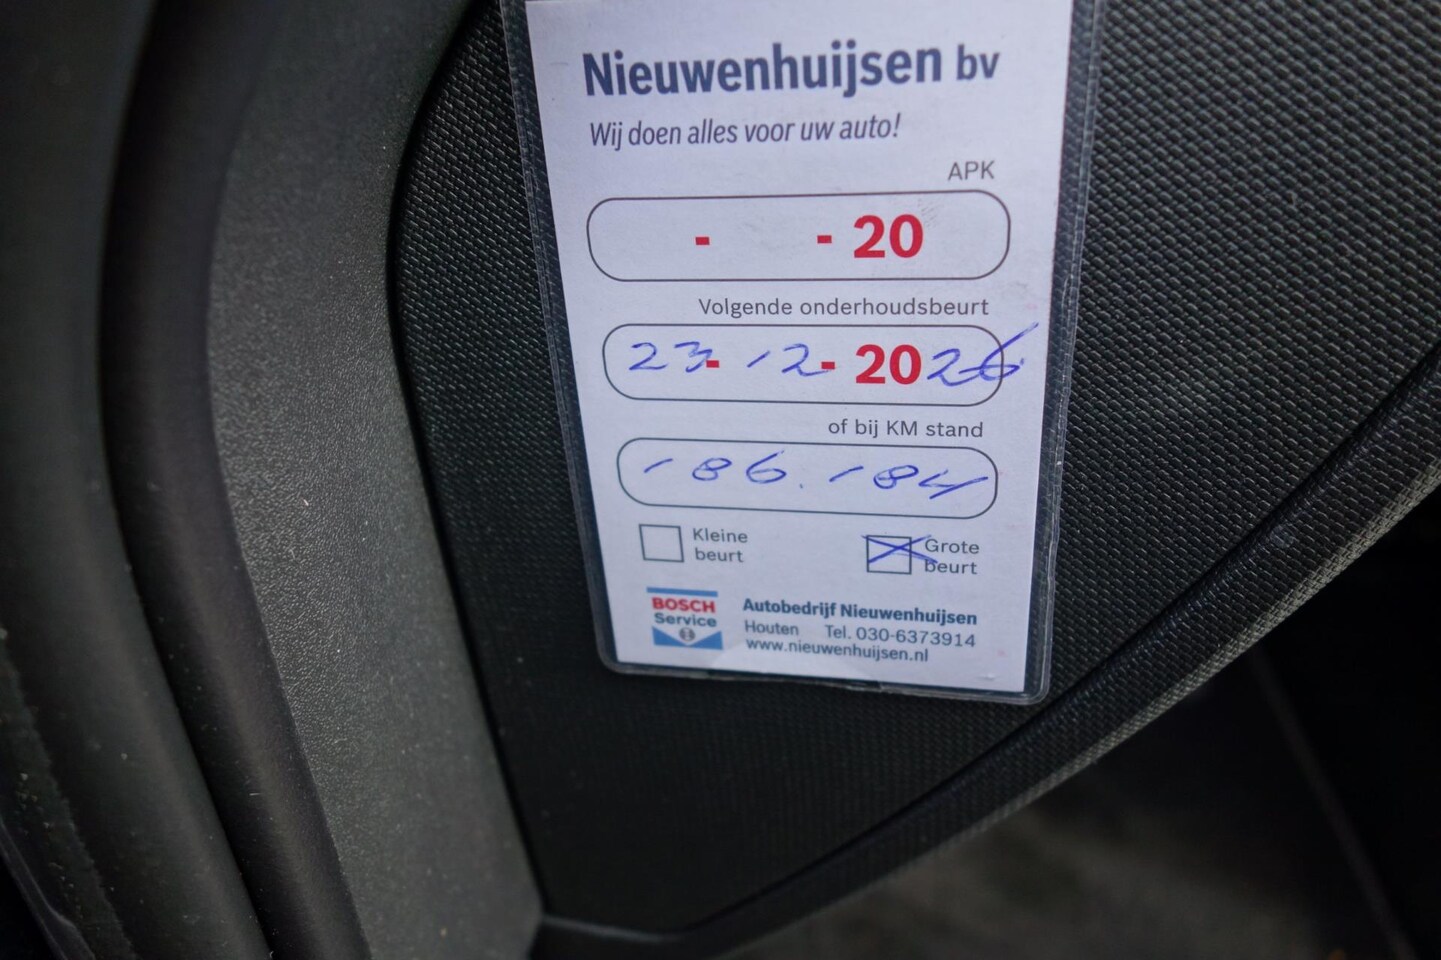 Nieuwenhuijsen bv
Wij doen alles voor uw auto!
APK
- - 20
Volgende onderhoudsbeurt
23-12-2026
of bij KM stand
186.184
Kleine beurt
Grote beurt
BOSCH
Service
Autobedrijf Nieuwenhuijsen
Houten Tel. 030-6373914
www.nieuwenhuijsen.nl